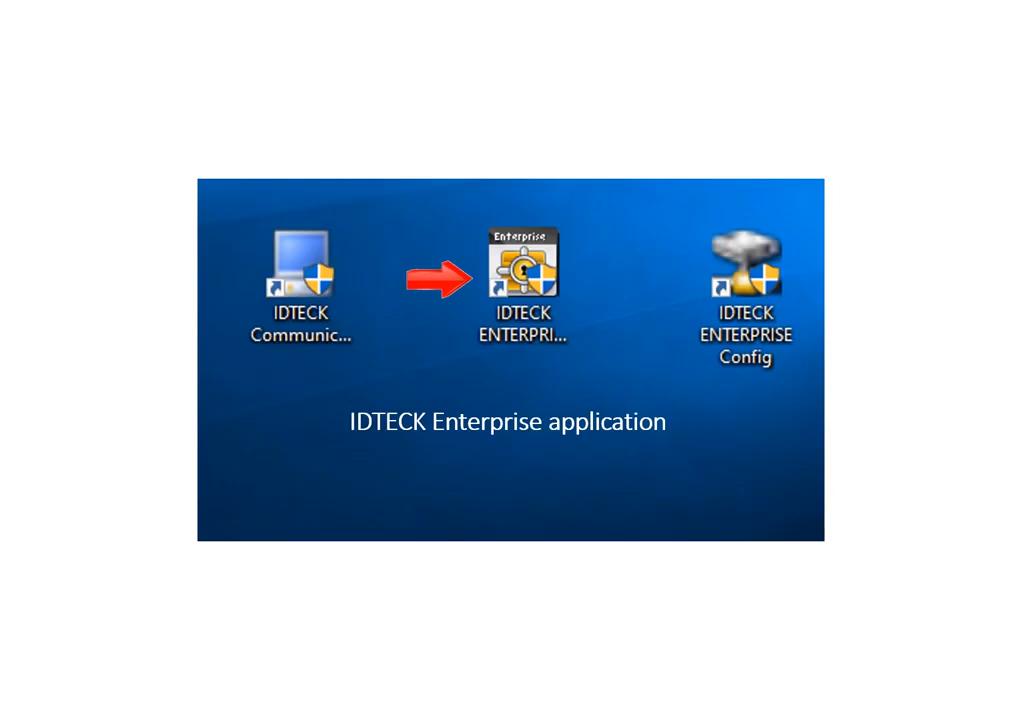 Enterprise
IDTECK
Communic...
IDTECK
ENTERPRI...
IDTECK
ENTERPRISE
Config
IDTECK Enterprise application